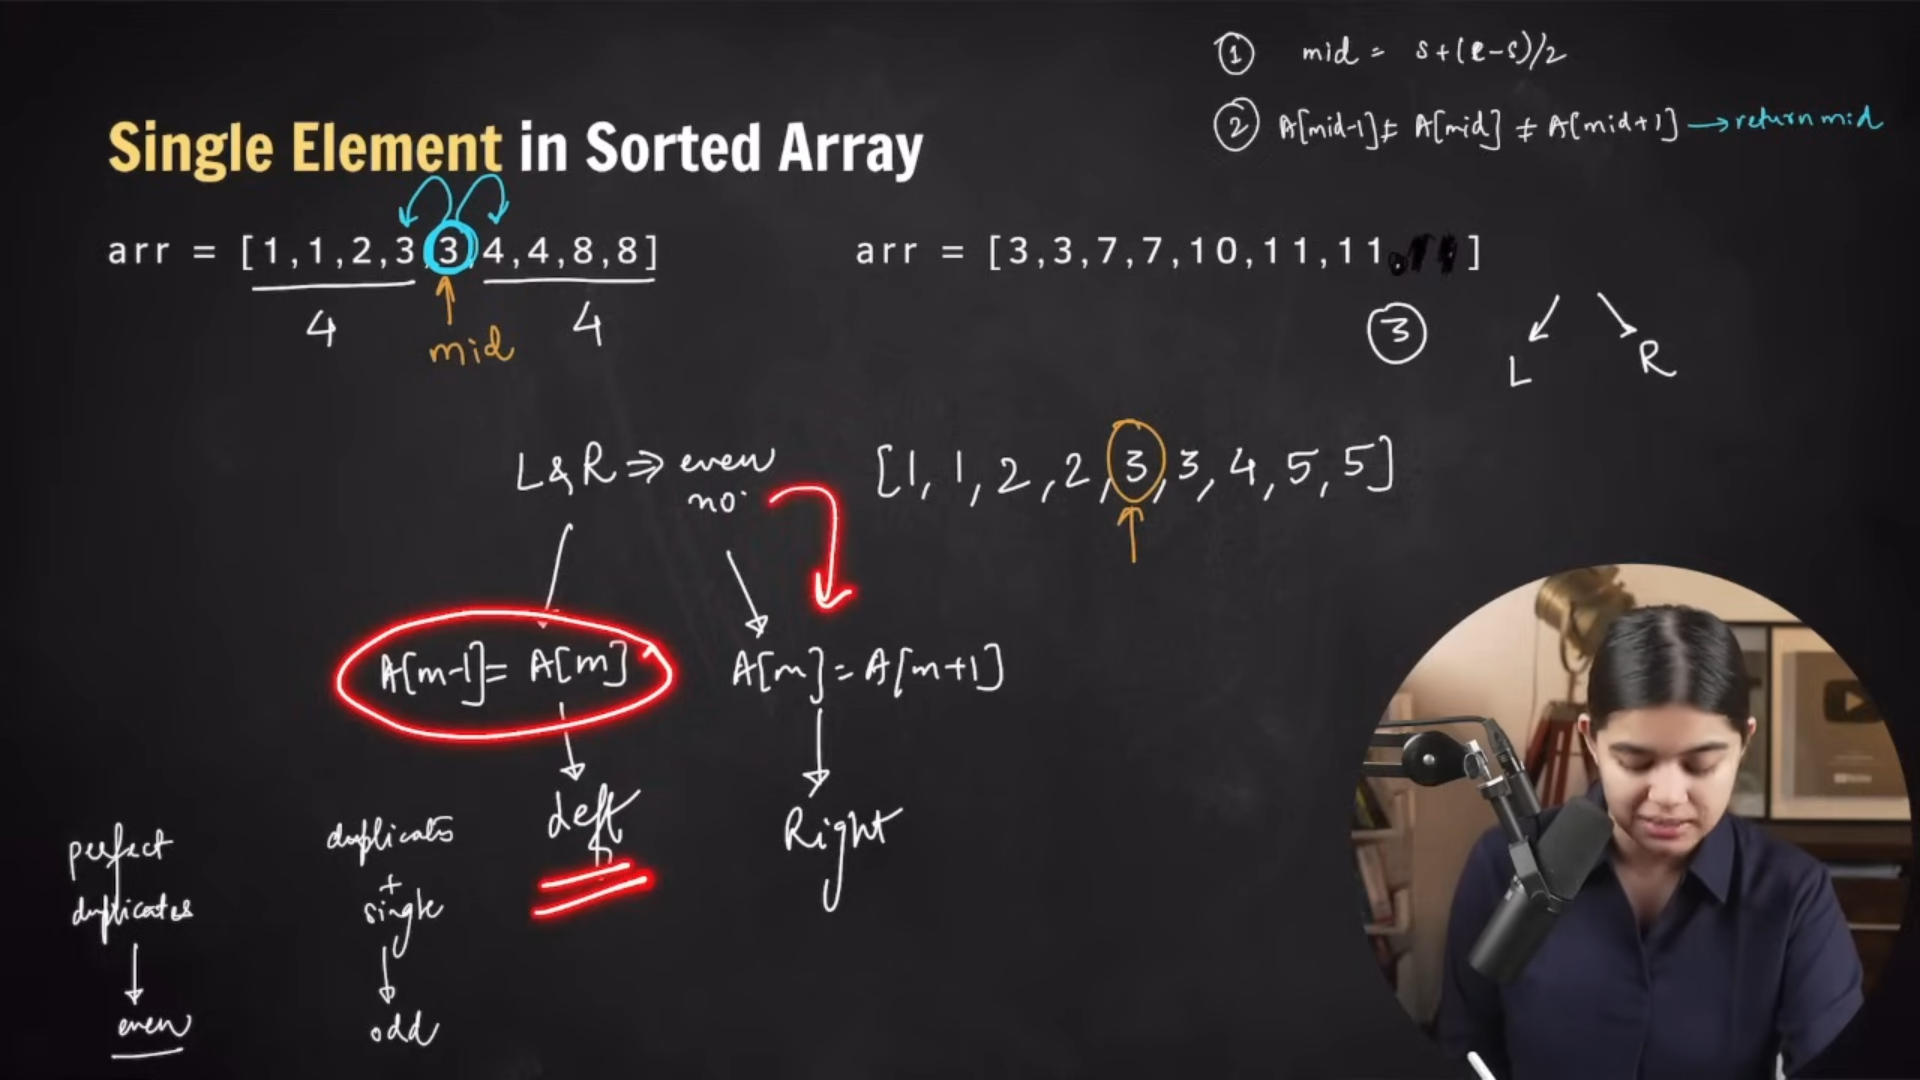 ① mid = s+(e-s)/2
② A[mid-1] ≠ A[mid] ≠ A[mid+1] → return mid
Single Element in Sorted Array
arr = [1,1,2,3,3,4,4,8,8]
4 4
mid
arr = [3,3,7,7,10,11,11 ]
③
L R
L & R ⇒ even
no.
[1, 1, 2, 2, 3, 3, 4, 5, 5]
A[m-1] = A[m]
A[m] = A[m+1]
Left
Right
perfect
duplicates
even
duplicates
+
single
odd